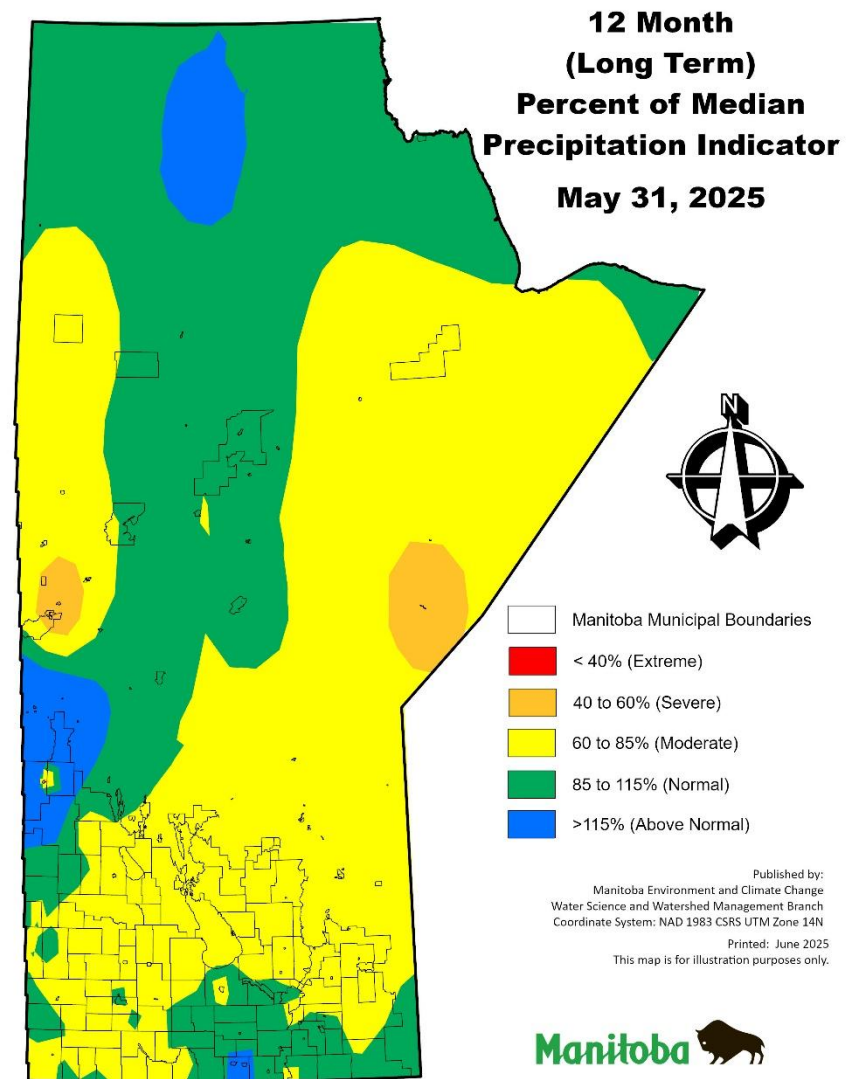 12 Month
(Long Term)
Percent of Median
Precipitation Indicator
May 31, 2025
N
Manitoba Municipal Boundaries
< 40% (Extreme)
40 to 60% (Severe)
60 to 85% (Moderate)
85 to 115% (Normal)
>115% (Above Normal)
Published by:
Manitoba Environment and Climate Change
Water Science and Watershed Management Branch
Coordinate System: NAD 1983 CSRS UTM Zone 14N
Printed: June 2025
This map is for illustration purposes only.
Manitoba